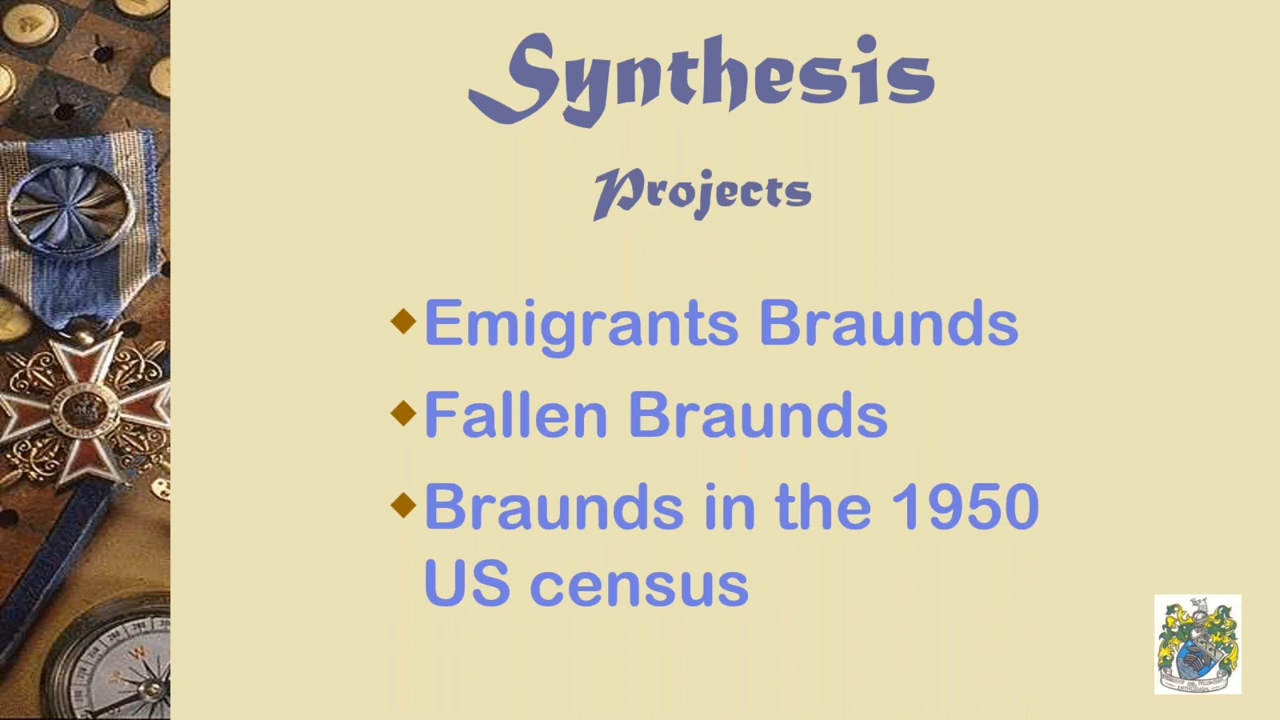 Synthesis
Projects
Emigrants Braunds
Fallen Braunds
Braunds in the 1950
US census